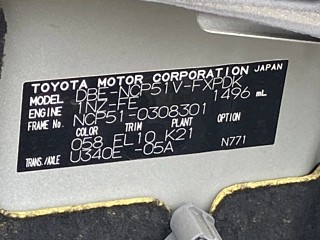 TOYOTA MOTOR CORPORATION JAPAN
MODEL DBE-NCP51V-FXPDK
ENGINE 1NZ-FE 1496 mL
FRAME No. NCP51-0308301
COLOR TRIM PLANT OPTION
058 EL10 K21
TRANS./AXLE U340E -05A N771